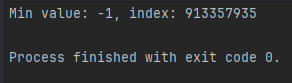 Min value: -1, index: 913357935
Process finished with exit code 0.